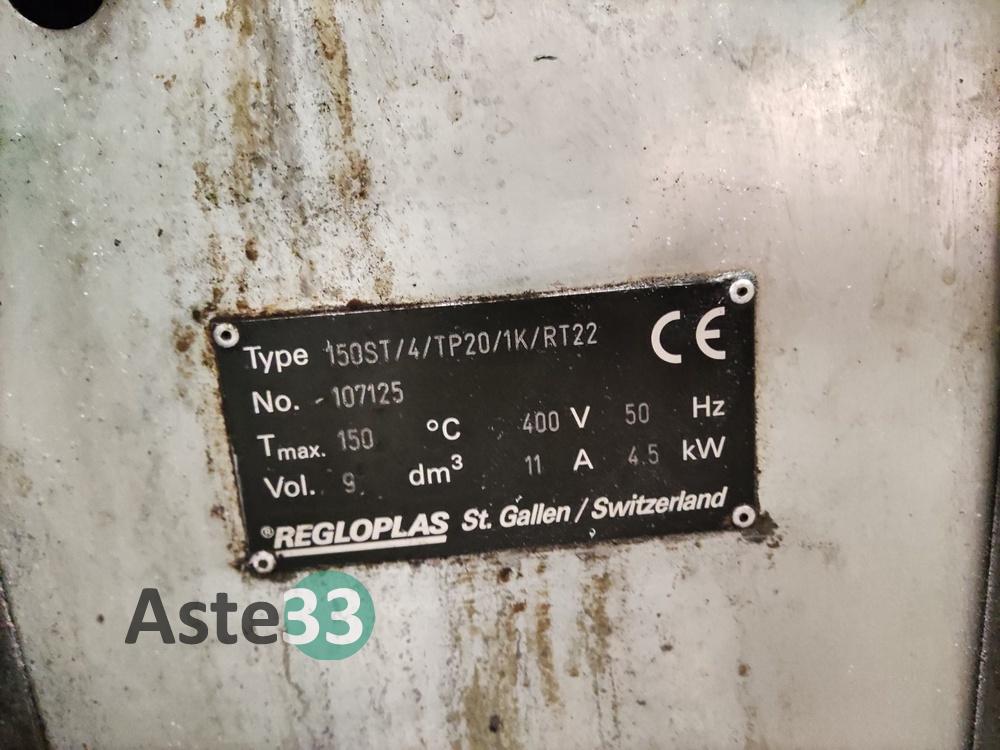 Type 150ST/4/TP20/1K/RT22 CE
No. 107125
Tmax. 150 °C 400 V 50 Hz
Vol. 9 dm³ 11 A 4.5 kW
®REGLOPLAS St. Gallen / Switzerland
Aste33